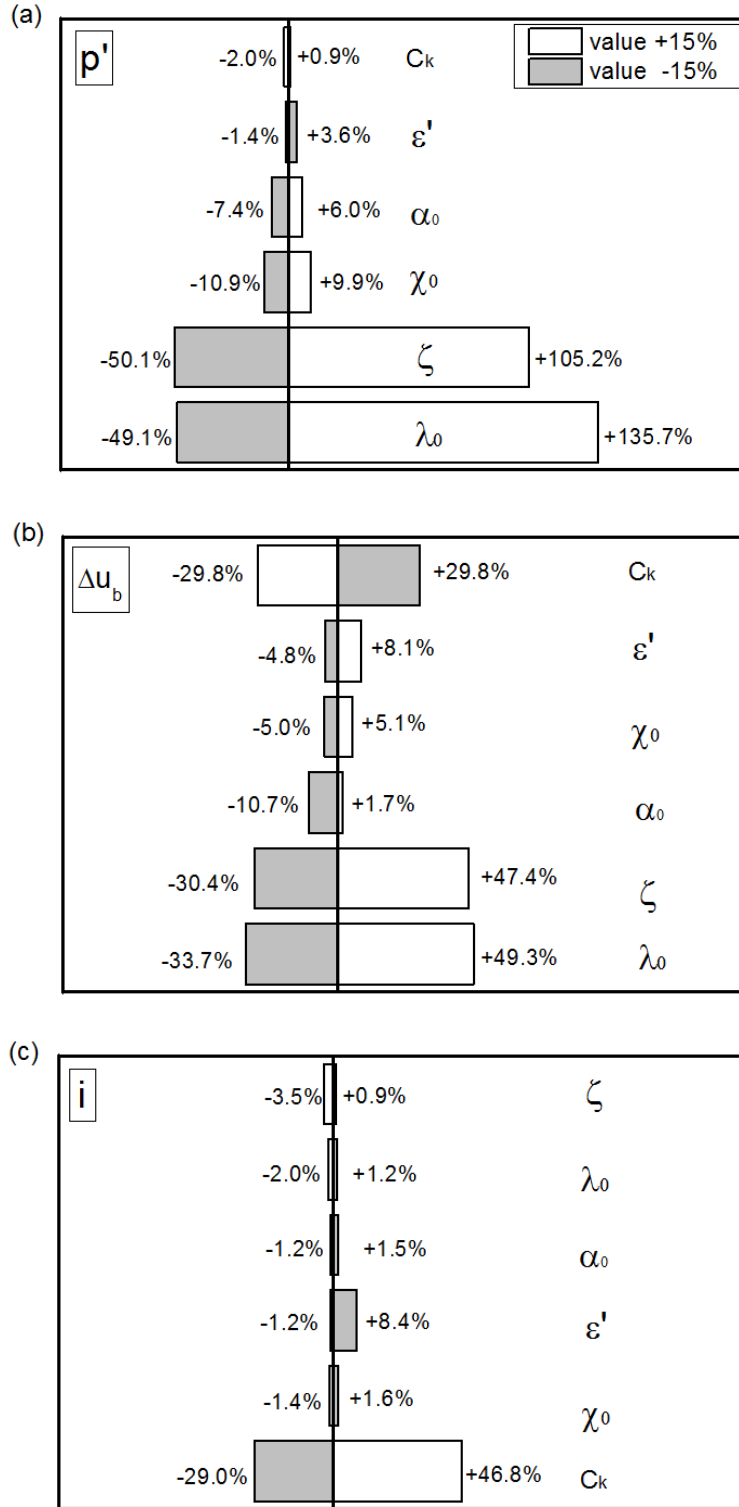 (a)
p'
-2.0% +0.9% Ck
value +15%
value -15%
-1.4% +3.6% ε'
-7.4% +6.0% α0
-10.9% +9.9% χ0
-50.1% ζ +105.2%
-49.1% λ0 +135.7%
(b)
Δub
-29.8% +29.8% Ck
-4.8% +8.1% ε'
-5.0% +5.1% χ0
-10.7% +1.7% α0
-30.4% +47.4% ζ
-33.7% +49.3% λ0
(c)
i
-3.5% +0.9% ζ
-2.0% +1.2% λ0
-1.2% +1.5% α0
-1.2% +8.4% ε'
-1.4% +1.6% χ0
-29.0% +46.8% Ck